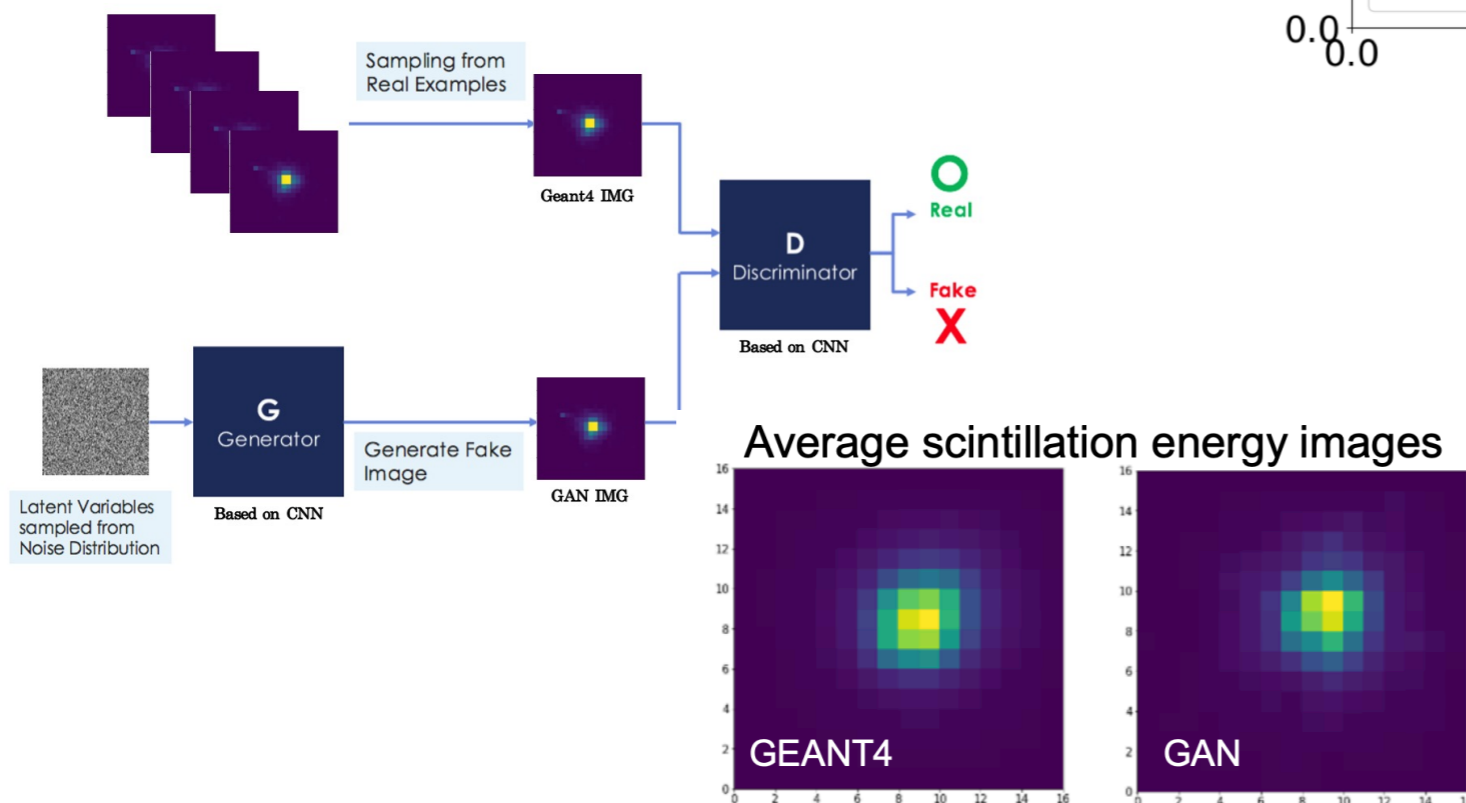 0.0
0.0
Sampling from
Real Examples
Geant4 IMG
Real
D
Discriminator
Fake
X
Based on CNN
G
Generator
Generate Fake
Image
GAN IMG
Based on CNN
Latent Variables
sampled from
Noise Distribution
Average scintillation energy images
16
14
12
10
8
6
4
2
0
GEANT4
0 2 4 6 8 10 12 14 16
16
14
12
10
8
6
4
2
0
GAN
0 2 4 6 8 10 12 14